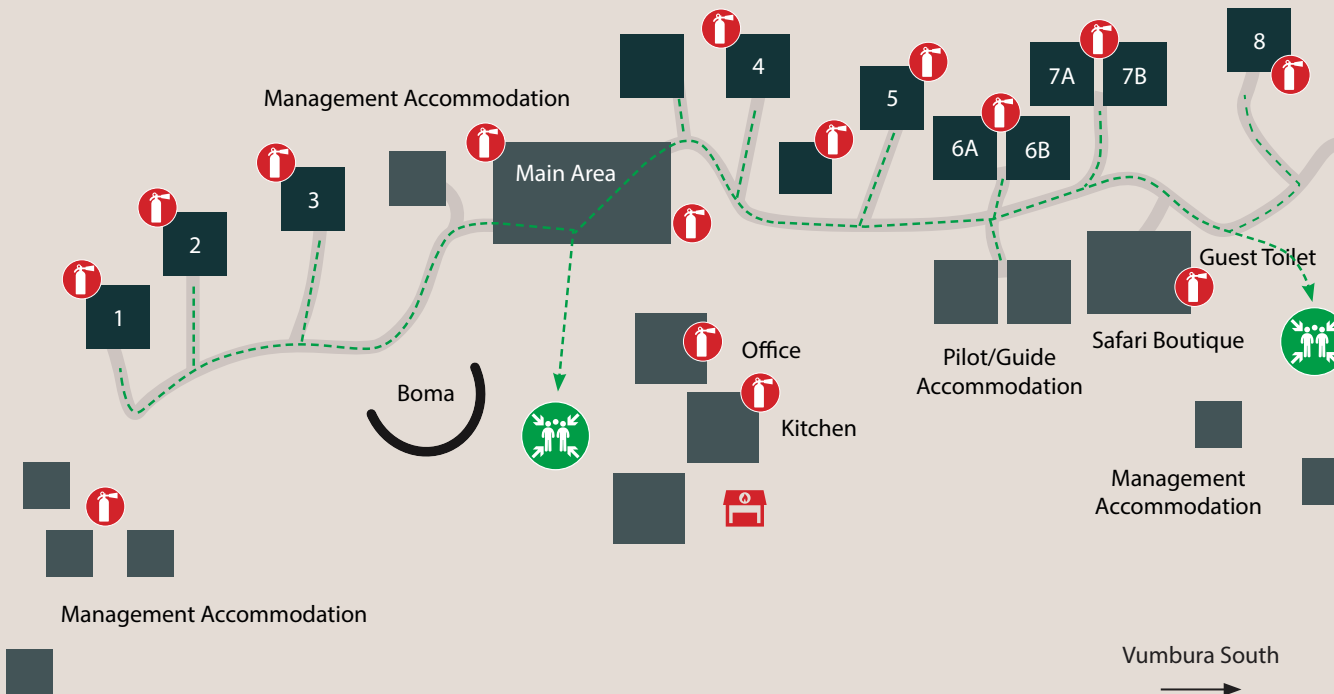 8
4
7A
7B
5
Management Accommodation
6A
6B
Main Area
3
2
Guest Toilet
1
Safari Boutique
Office
Pilot/Guide
Accommodation
Boma
Kitchen
Management
Accommodation
Management Accommodation
Vumbura South